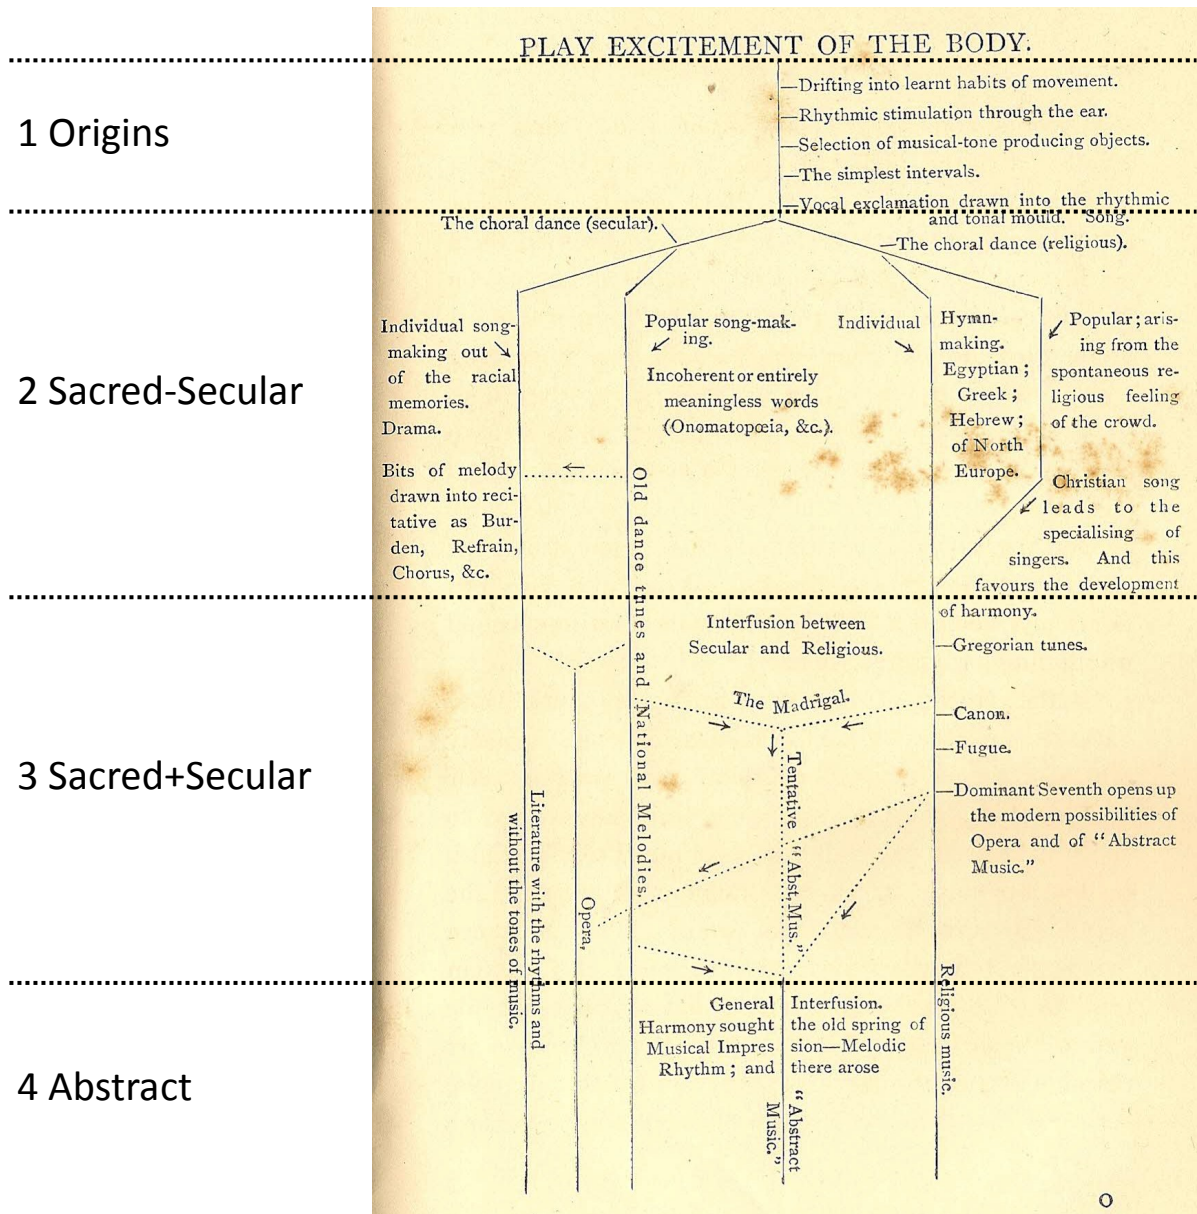 PLAY EXCITEMENT OF THE BODY.
1 Origins
—Drifting into learnt habits of movement.
—Rhythmic stimulation through the ear.
—Selection of musical-tone producing objects.
—The simplest intervals.
—Vocal exclamation drawn into the rhythmic
and tonal mould. Song.
2 Sacred-Secular
The choral dance (secular).
—The choral dance (religious).
Individual song-
making out
of the racial
memories.
Drama.
Popular song-mak-
ing.
Incoherent or entirely
meaningless words
(Onomatopœia, &c.).
Individual
Hymn-
making.
Egyptian;
Greek;
Hebrew;
of North
Europe.
Popular; aris-
ing from the
spontaneous re-
ligious feeling
of the crowd.
Bits of melody
drawn into reci-
tative as Bur-
den, Refrain,
Chorus, &c.
Old dance tunes and National Melodies,
Christian song
leads to the
specialising of
singers. And this
favours the development
of harmony.
3 Sacred+Secular
Interfusion between
Secular and Religious.
—Gregorian tunes.
The Madrigal.
—Canon.
—Fugue.
—Dominant Seventh opens up
the modern possibilities of
Opera and of “Abstract
Music.”
Tentative “Abst, Mus.”
Literature with the rhythms and
without the tones of music.
Opera,
Religious music.
4 Abstract
General Interfusion.
Harmony sought the old spring of
Musical Impres sion—Melodic
Rhythm; and there arose
“Abstract
Music.”
O